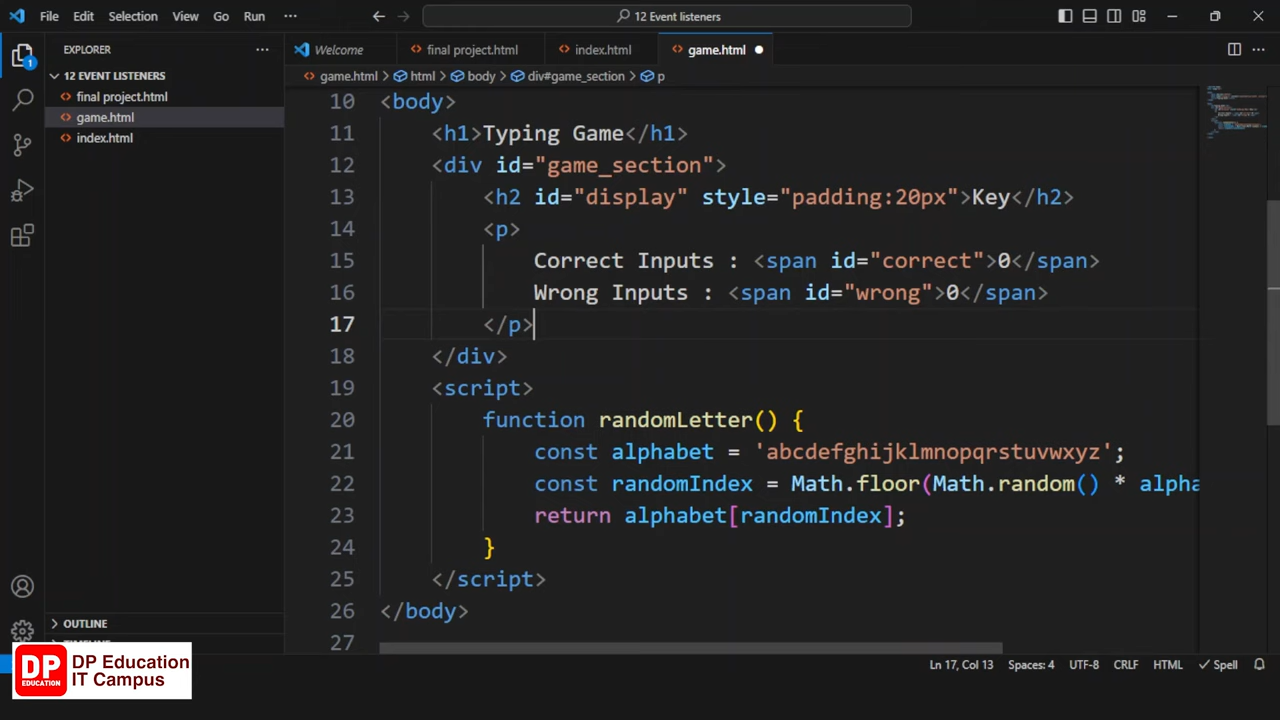 File Edit Selection View Go Run ··· 12 Event listeners
EXPLORER ···
Welcome final project.html index.html game.html
1
12 EVENT LISTENERS
game.html > html > body > div#game_section > p
final project.html
game.html
index.html
10 <body>
11 <h1>Typing Game</h1>
12 <div id="game_section">
13 <h2 id="display" style="padding:20px">Key</h2>
14 <p>
15 Correct Inputs : <span id="correct">0</span>
16 Wrong Inputs : <span id="wrong">0</span>
17 </p>
18 </div>
19 <script>
20 function randomLetter() {
21 const alphabet = 'abcdefghijklmnopqrstuvwxyz';
22 const randomIndex = Math.floor(Math.random() * alpha
23 return alphabet[randomIndex];
24 }
25 </script>
26 </body>
27
OUTLINE
TIMELINE
DP EDUCATION
DP Education
IT Campus
Ln 17, Col 13 Spaces: 4 UTF-8 CRLF HTML Spell